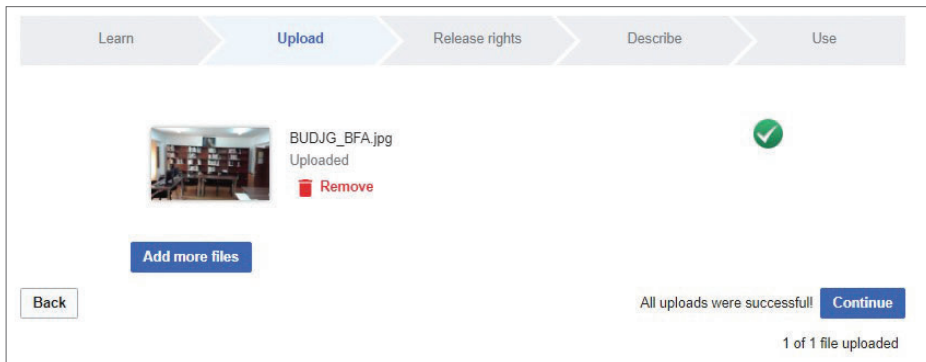 Learn
Upload
Release rights
Describe
Use
BUDJG_BFA.jpg
Uploaded
Remove
Add more files
Back
All uploads were successful!
Continue
1 of 1 file uploaded